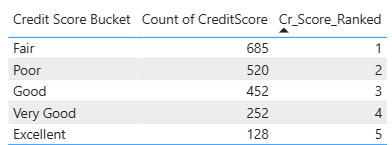 Credit Score Bucket Count of CreditScore Cr_Score_Ranked
Fair 685 1
Poor 520 2
Good 452 3
Very Good 252 4
Excellent 128 5